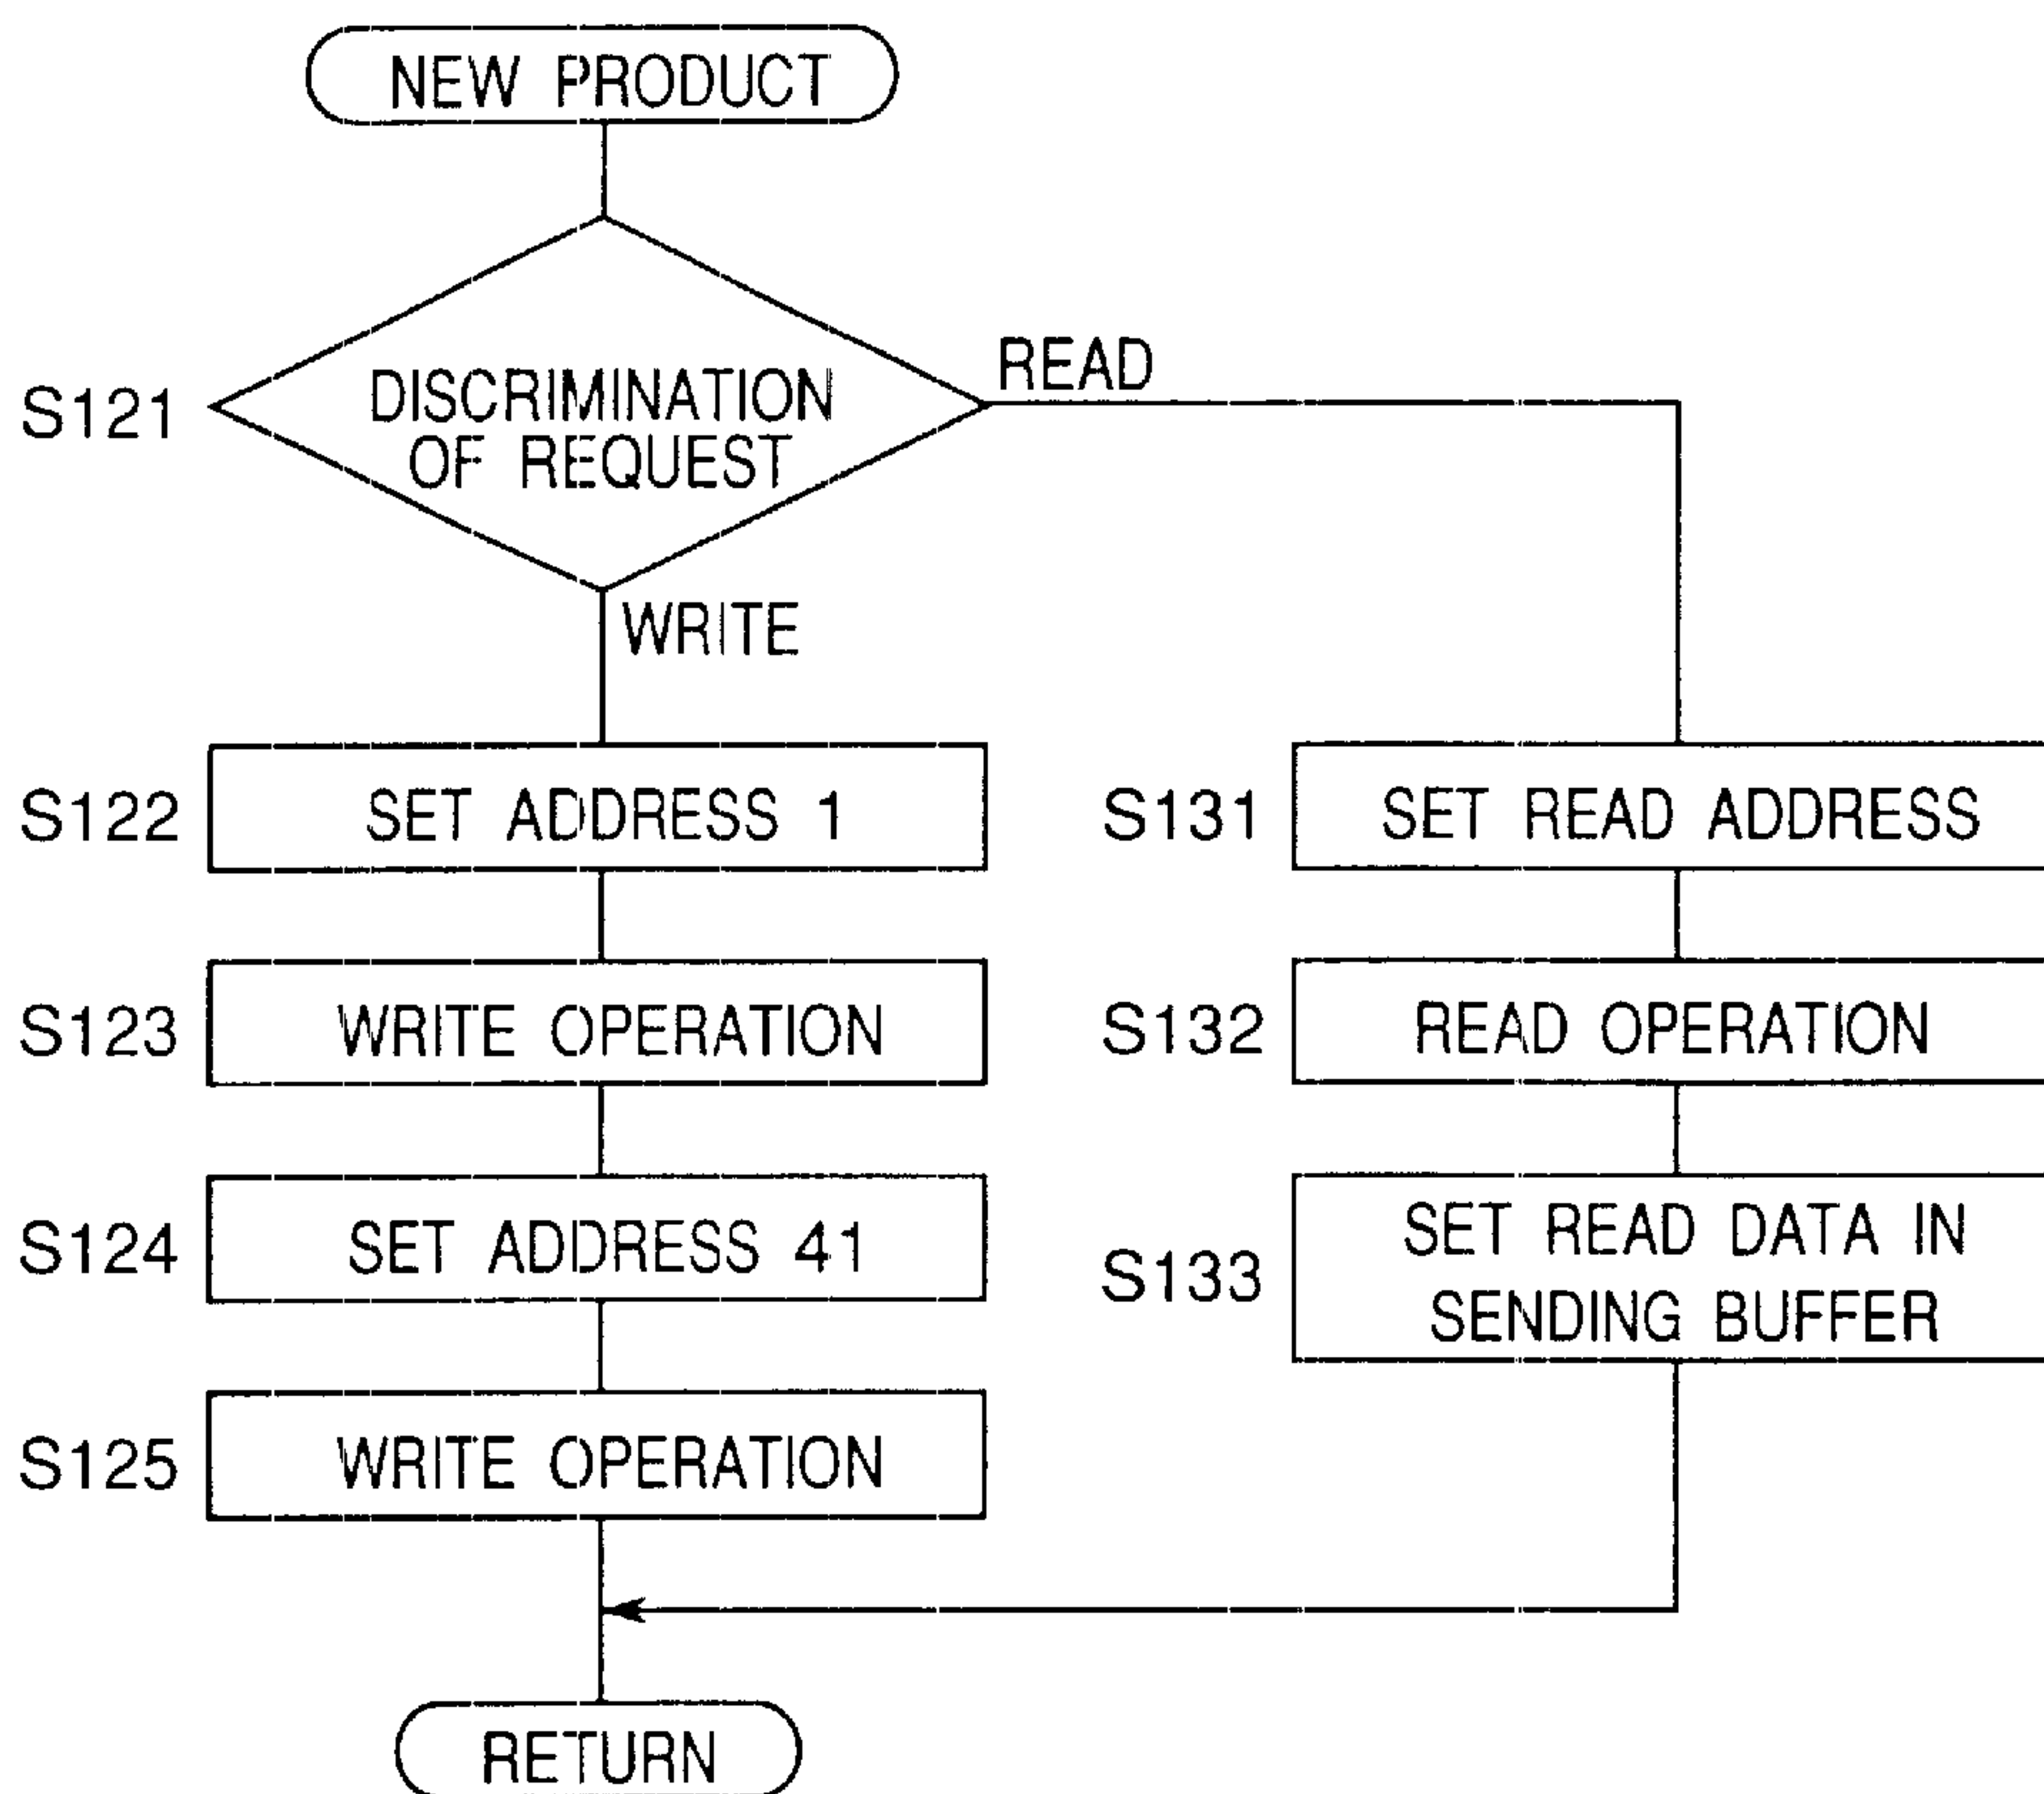 NEW PRODUCT
S121
DISCRIMINATION
OF REQUEST
READ
WRITE
S122
SET ADDRESS 1
S123
WRITE OPERATION
S124
SET ADDRESS 41
S125
WRITE OPERATION
S131
SET READ ADDRESS
S132
READ OPERATION
S133
SET READ DATA IN
SENDING BUFFER
RETURN